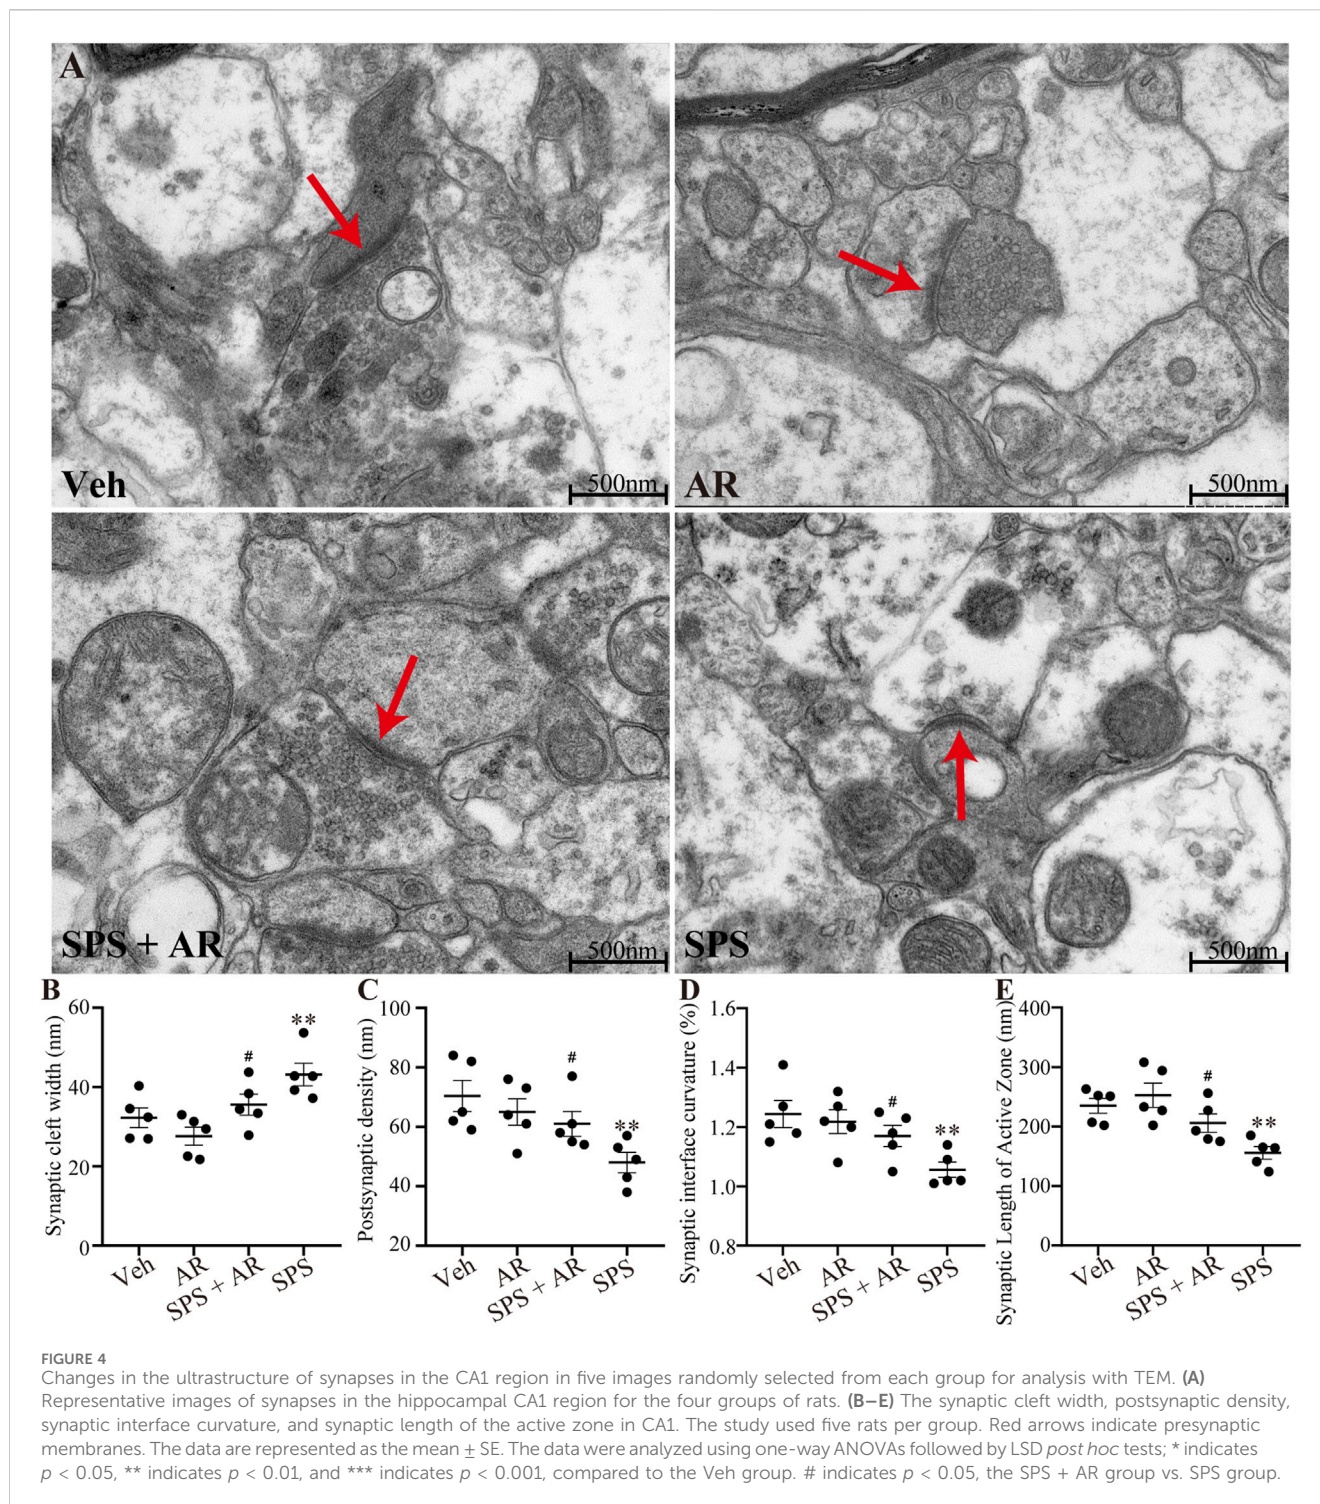 A
Veh
500nm
AR
500nm
SPS + AR
500nm
SPS
500nm
B
Synaptic cleft width (nm)
60
40
20
0
**
#
Veh
AR
SPS + AR
SPS
C
Postsynaptic density (nm)
100
80
60
40
20
#
**
Veh
AR
SPS + AR
SPS
D
Synaptic interface curvature (%)
1.6
1.4
1.2
1.0
0.8
#
**
Veh
AR
SPS + AR
SPS
E
Synaptic Length of Active Zone (nm)
400
300
200
100
0
#
**
Veh
AR
SPS + AR
SPS
FIGURE 4
Changes in the ultrastructure of synapses in the CA1 region in five images randomly selected from each group for analysis with TEM. (A)
Representative images of synapses in the hippocampal CA1 region for the four groups of rats. (B–E) The synaptic cleft width, postsynaptic density,
synaptic interface curvature, and synaptic length of the active zone in CA1. The study used five rats per group. Red arrows indicate presynaptic
membranes. The data are represented as the mean ± SE. The data were analyzed using one-way ANOVAs followed by LSD post hoc tests; * indicates
p < 0.05, ** indicates p < 0.01, and *** indicates p < 0.001, compared to the Veh group. # indicates p < 0.05, the SPS + AR group vs. SPS group.